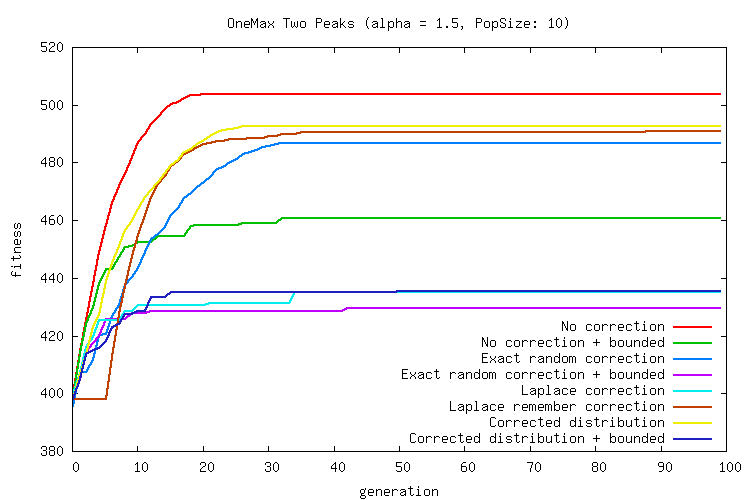 OneMax Two Peaks (alpha = 1.5, PopSize: 10)
520
500
480
460
440
420
400
380
fitness
No correction
No correction + bounded
Exact random correction
Exact random correction + bounded
Laplace correction
Laplace remember correction
Corrected distribution
Corrected distribution + bounded
0 10 20 30 40 50 60 70 80 90 100
generation